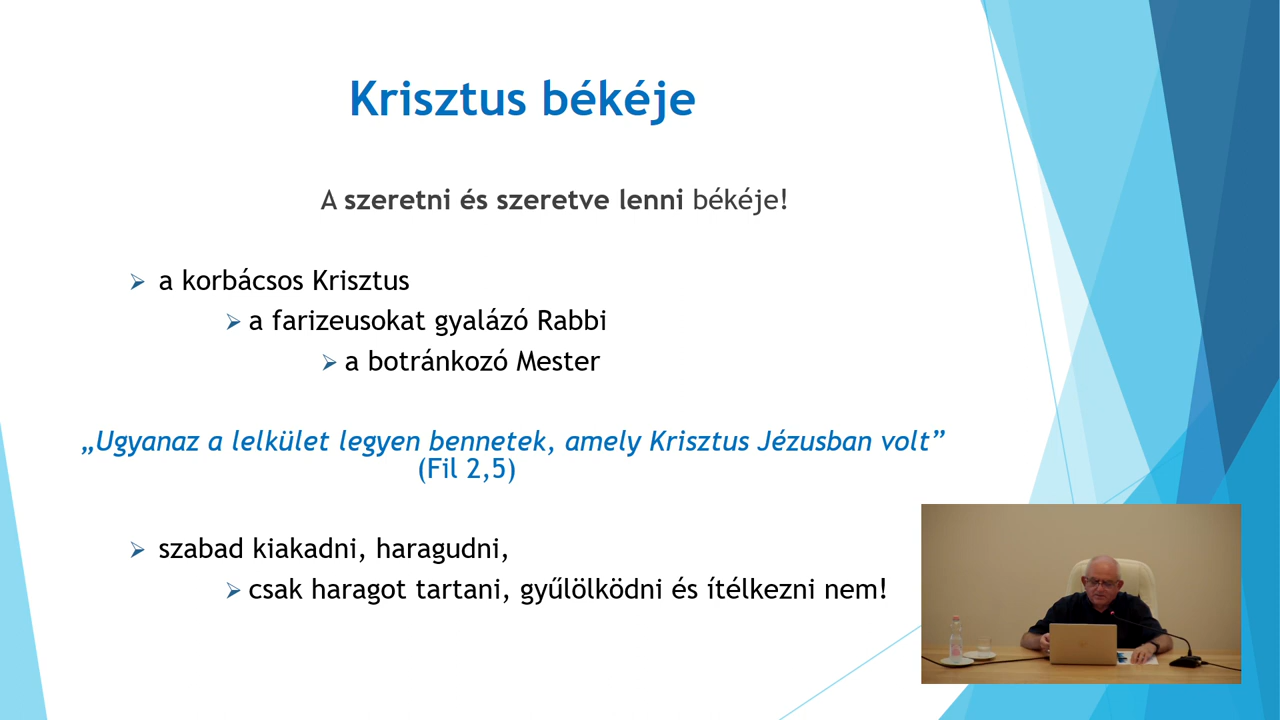 Krisztus békéje
A szeretni és szeretve lenni békéje!
a korbácsos Krisztus
a farizeusokat gyalázó Rabbi
a botránkozó Mester
„Ugyanaz a lelkület legyen bennetek, amely Krisztus Jézusban volt”
(Fil 2,5)
szabad kiakadni, haragudni,
csak haragot tartani, gyűlölködni és ítélkezni nem!